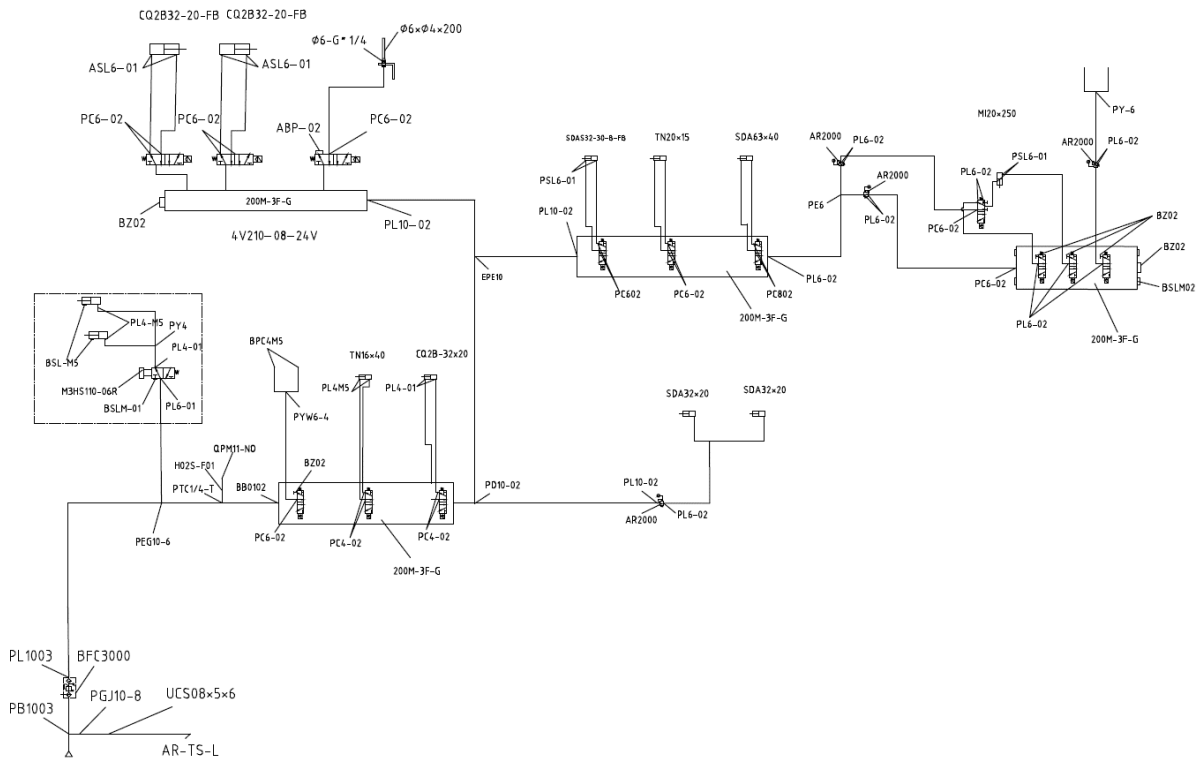 CQ2B32-20-FB CQ2B32-20-FB
Ø6×Ø4×200
Ø6-G" 1/4
ASL6-01
ASL6-01
PC6-02
PC6-02
ABP-02
PC6-02
BZ02
200M-3F-G
PL10-02
4V210-08-24V
SDAS32-30-B-FB
TN20×15
SDA63×40
PSL6-01
PL10-02
EPE10
PC602
PC6-02
PC802
PL6-02
200M-3F-G
AR2000
PL6-02
PE6
AR2000
PL6-02
MI20×250
PL6-02
PSL6-01
PC6-02
PY-6
AR2000
PL6-02
BZ02
BZ02
PC6-02
BSLM02
PL6-02
200M-3F-G
PL4-M5
PY4
PL4-01
BSL-M5
M3HS110-06R
BSLM-01
PL6-01
BPC4M5
TN16×40
CQ2B-32×20
PL4M5
PL4-01
PYW6-4
SDA32×20
SDA32×20
QPM11-NO
H02S-F01
PTC1/4-T
BB0102
BZ02
PD10-02
PL10-02
AR2000
PL6-02
PEG10-6
PC6-02
PC4-02
PC4-02
200M-3F-G
PL1003
BFC3000
PGJ10-8
UCS08×5×6
PB1003
AR-TS-L